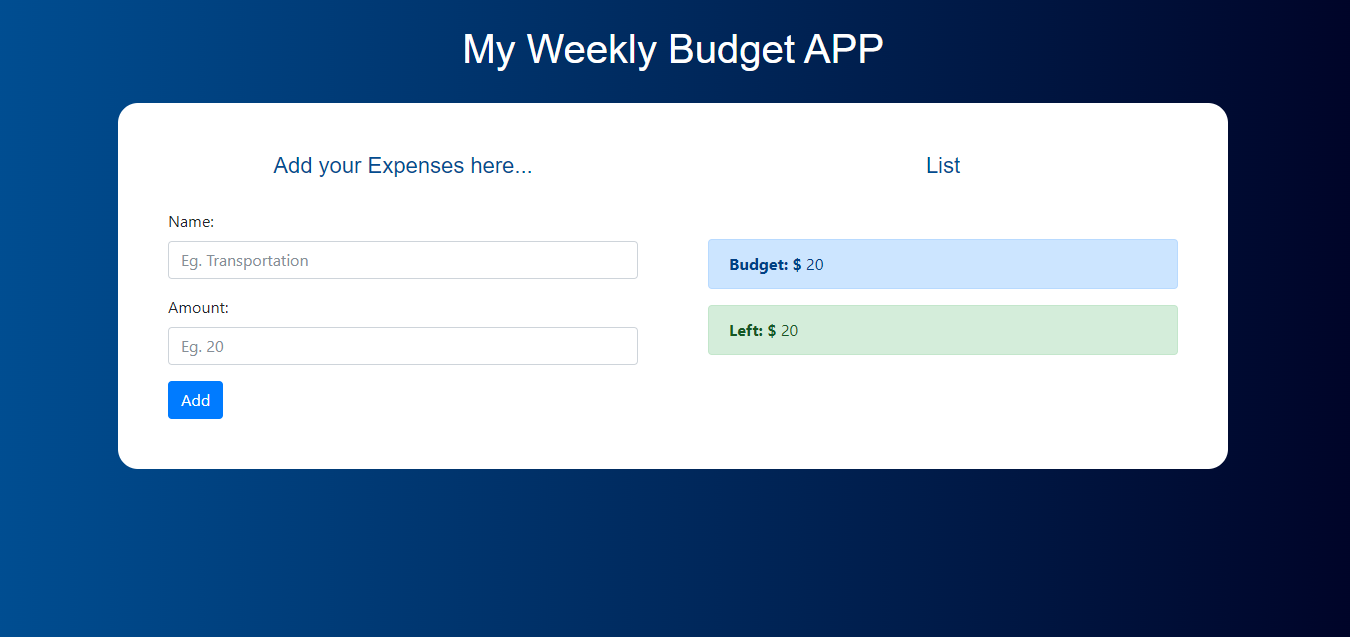 My Weekly Budget APP
Add your Expenses here...
Name:
Eg. Transportation
Amount:
Eg. 20
Add
List
Budget: $ 20
Left: $ 20